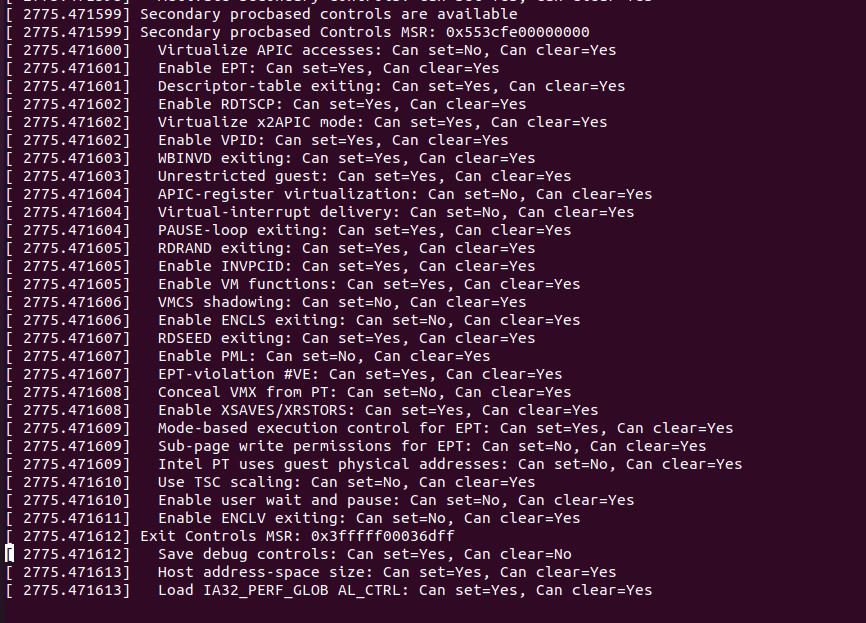 [ 2775.471599] Secondary procbased controls are available
[ 2775.471599] Secondary procbased Controls MSR: 0x553cfe00000000
[ 2775.471600]   Virtualize APIC accesses: Can set=No, Can clear=Yes
[ 2775.471601]   Enable EPT: Can set=Yes, Can clear=Yes
[ 2775.471601]   Descriptor-table exiting: Can set=Yes, Can clear=Yes
[ 2775.471602]   Enable RDTSCP: Can set=Yes, Can clear=Yes
[ 2775.471602]   Virtualize x2APIC mode: Can set=Yes, Can clear=Yes
[ 2775.471602]   Enable VPID: Can set=Yes, Can clear=Yes
[ 2775.471603]   WBINVD exiting: Can set=Yes, Can clear=Yes
[ 2775.471603]   Unrestricted guest: Can set=Yes, Can clear=Yes
[ 2775.471604]   APIC-register virtualization: Can set=No, Can clear=Yes
[ 2775.471604]   Virtual-interrupt delivery: Can set=No, Can clear=Yes
[ 2775.471604]   PAUSE-loop exiting: Can set=Yes, Can clear=Yes
[ 2775.471605]   RDRAND exiting: Can set=Yes, Can clear=Yes
[ 2775.471605]   Enable INVPCID: Can set=Yes, Can clear=Yes
[ 2775.471605]   Enable VM functions: Can set=Yes, Can clear=Yes
[ 2775.471606]   VMCS shadowing: Can set=No, Can clear=Yes
[ 2775.471606]   Enable ENCLS exiting: Can set=No, Can clear=Yes
[ 2775.471607]   RDSEED exiting: Can set=Yes, Can clear=Yes
[ 2775.471607]   Enable PML: Can set=No, Can clear=Yes
[ 2775.471607]   EPT-violation #VE: Can set=Yes, Can clear=Yes
[ 2775.471608]   Conceal VMX from PT: Can set=No, Can clear=Yes
[ 2775.471608]   Enable XSAVES/XRSTORS: Can set=Yes, Can clear=Yes
[ 2775.471609]   Mode-based execution control for EPT: Can set=Yes, Can clear=Yes
[ 2775.471609]   Sub-page write permissions for EPT: Can set=No, Can clear=Yes
[ 2775.471609]   Intel PT uses guest physical addresses: Can set=No, Can clear=Yes
[ 2775.471610]   Use TSC scaling: Can set=No, Can clear=Yes
[ 2775.471610]   Enable user wait and pause: Can set=No, Can clear=Yes
[ 2775.471611]   Enable ENCLV exiting: Can set=No, Can clear=Yes
[ 2775.471612] Exit Controls MSR: 0x3fffff00036dff
[ 2775.471612]   Save debug controls: Can set=Yes, Can clear=No
[ 2775.471613]   Host address-space size: Can set=Yes, Can clear=Yes
[ 2775.471613]   Load IA32_PERF_GLOB AL_CTRL: Can set=Yes, Can clear=Yes